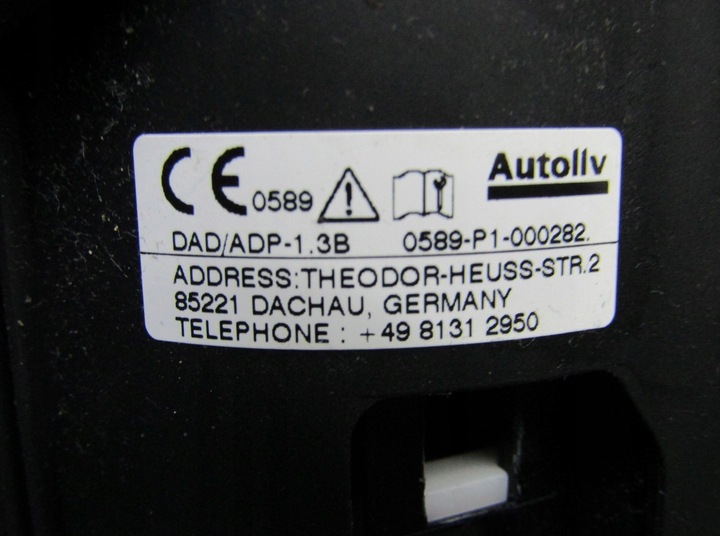 CE 0589 Autoliv
DAD/ADP-1.3B 0589-P1-000282.
ADDRESS:THEODOR-HEUSS-STR.2
85221 DACHAU, GERMANY
TELEPHONE : +49 8131 2950